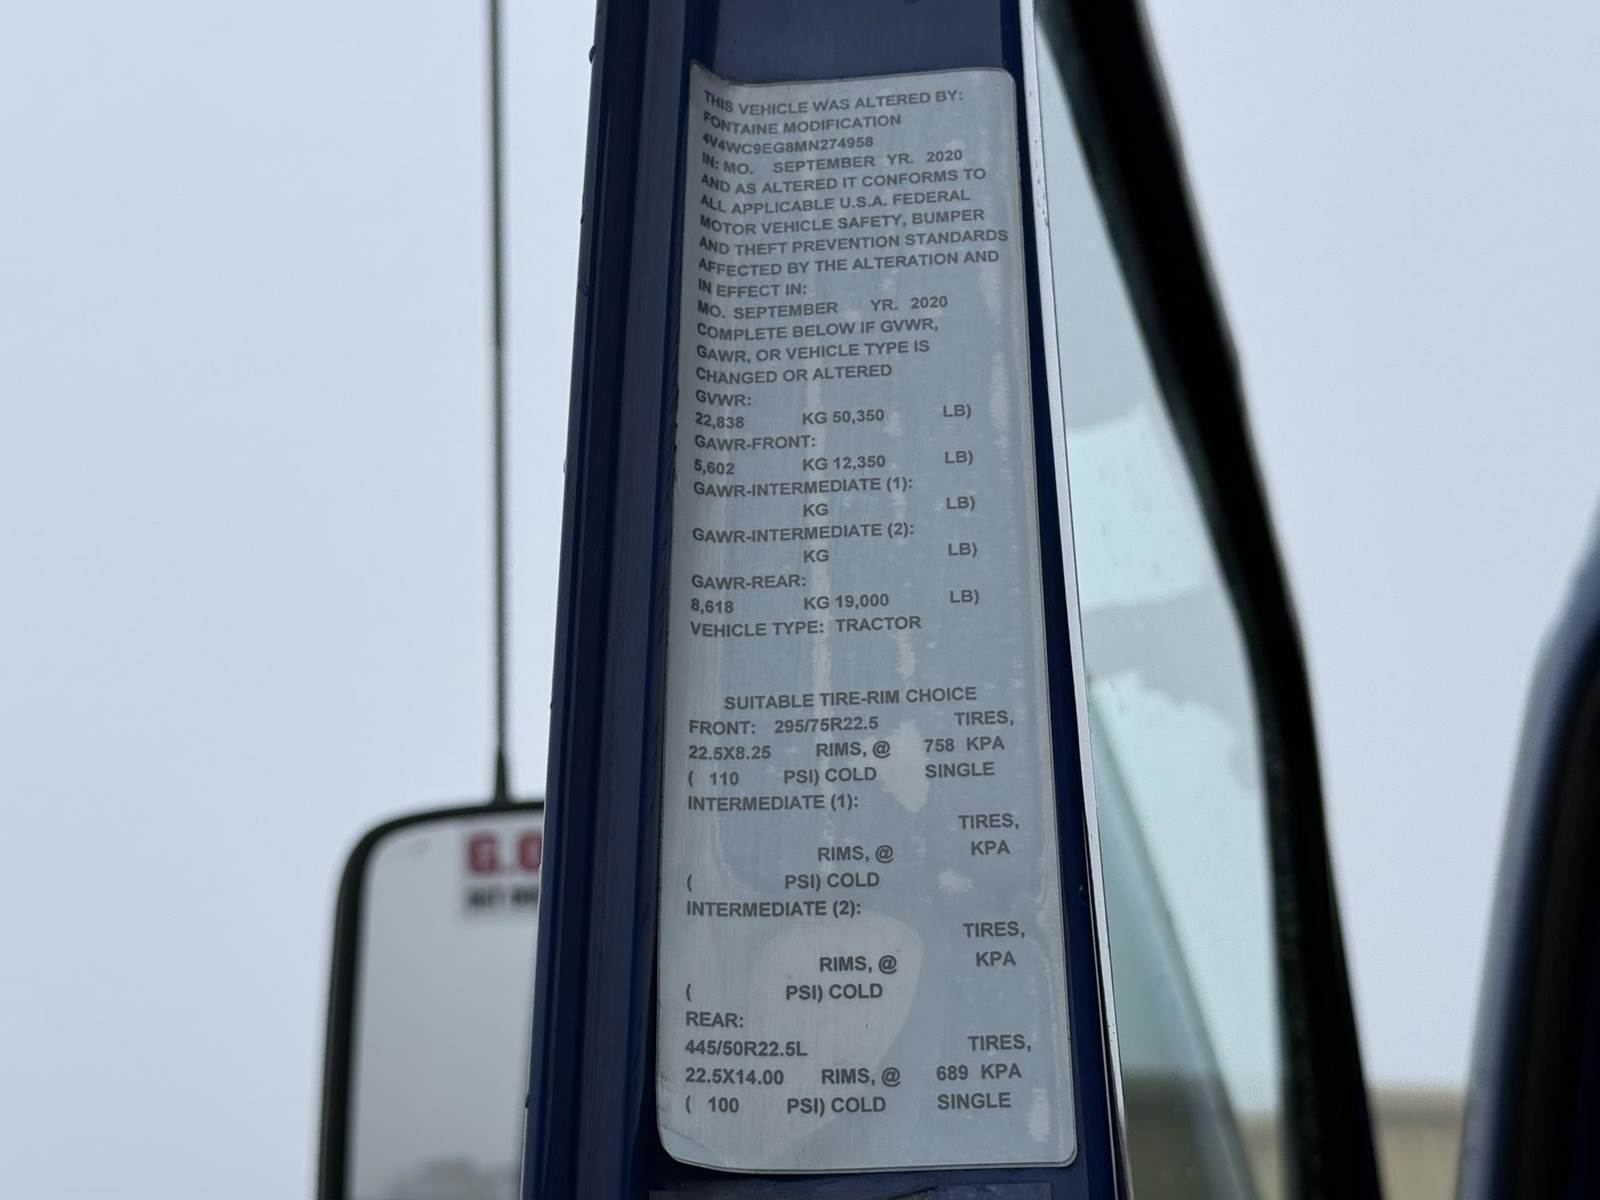 THIS VEHICLE WAS ALTERED BY:
FONTAINE MODIFICATION
4V4WC9EG8MN274958
IN: MO. SEPTEMBER YR. 2020
AND AS ALTERED IT CONFORMS TO
ALL APPLICABLE U.S.A. FEDERAL
MOTOR VEHICLE SAFETY, BUMPER
AND THEFT PREVENTION STANDARDS
AFFECTED BY THE ALTERATION AND
IN EFFECT IN:
MO. SEPTEMBER YR. 2020
COMPLETE BELOW IF GVWR,
GAWR, OR VEHICLE TYPE IS
CHANGED OR ALTERED
GVWR:
22,838 KG 50,350 LB)
GAWR-FRONT:
5,602 KG 12,350 LB)
GAWR-INTERMEDIATE (1):
KG LB)
GAWR-INTERMEDIATE (2):
KG LB)
GAWR-REAR:
8,618 KG 19,000 LB)
VEHICLE TYPE: TRACTOR
SUITABLE TIRE-RIM CHOICE
FRONT: 295/75R22.5 TIRES,
22.5X8.25 RIMS, @ 758 KPA
( 110 PSI) COLD SINGLE
INTERMEDIATE (1):
TIRES,
RIMS, @ KPA
( PSI) COLD
INTERMEDIATE (2):
TIRES,
RIMS, @ KPA
( PSI) COLD
REAR:
445/50R22.5L TIRES,
22.5X14.00 RIMS, @ 689 KPA
( 100 PSI) COLD SINGLE
G.O